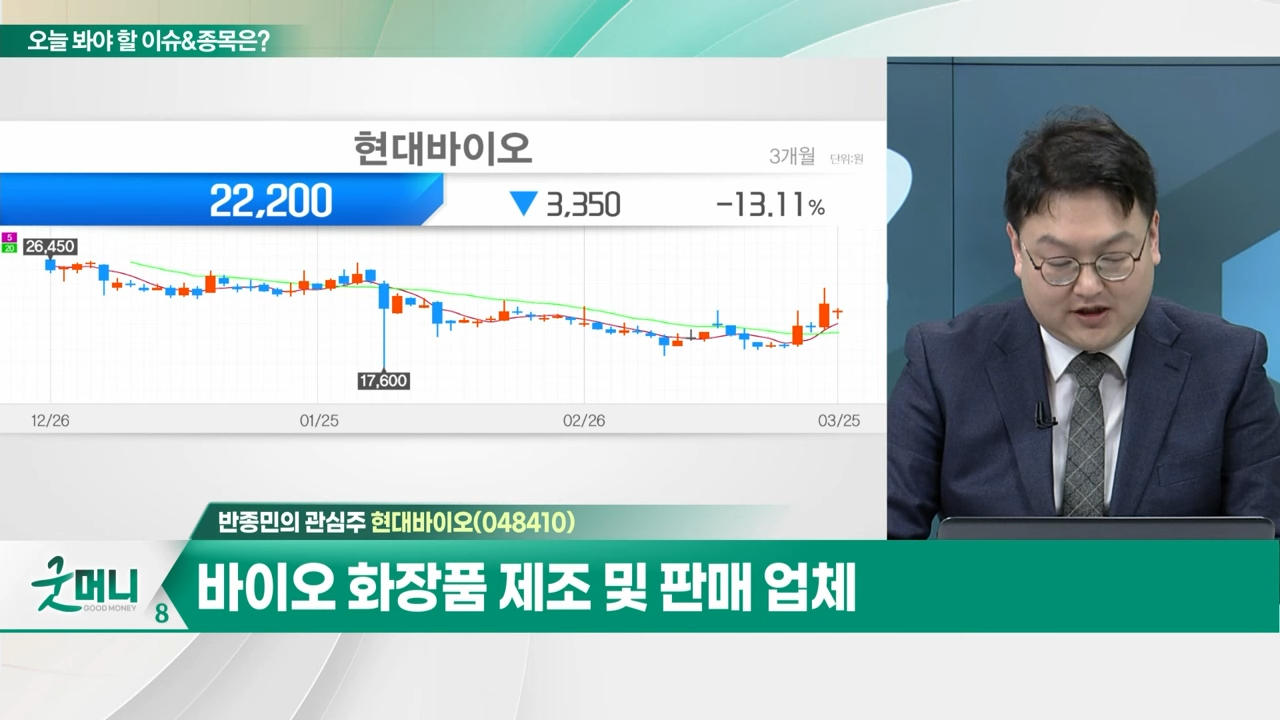 오늘 봐야 할 이슈&종목은?
현대바이오
3개월 단위:원
22,200 ▼ 3,350 -13.11%
5
20
26,450
17,600
12/26 01/25 02/26 03/25
반종민의 관심주 현대바이오(048410)
굿머니
GOOD MONEY
8
바이오 화장품 제조 및 판매 업체